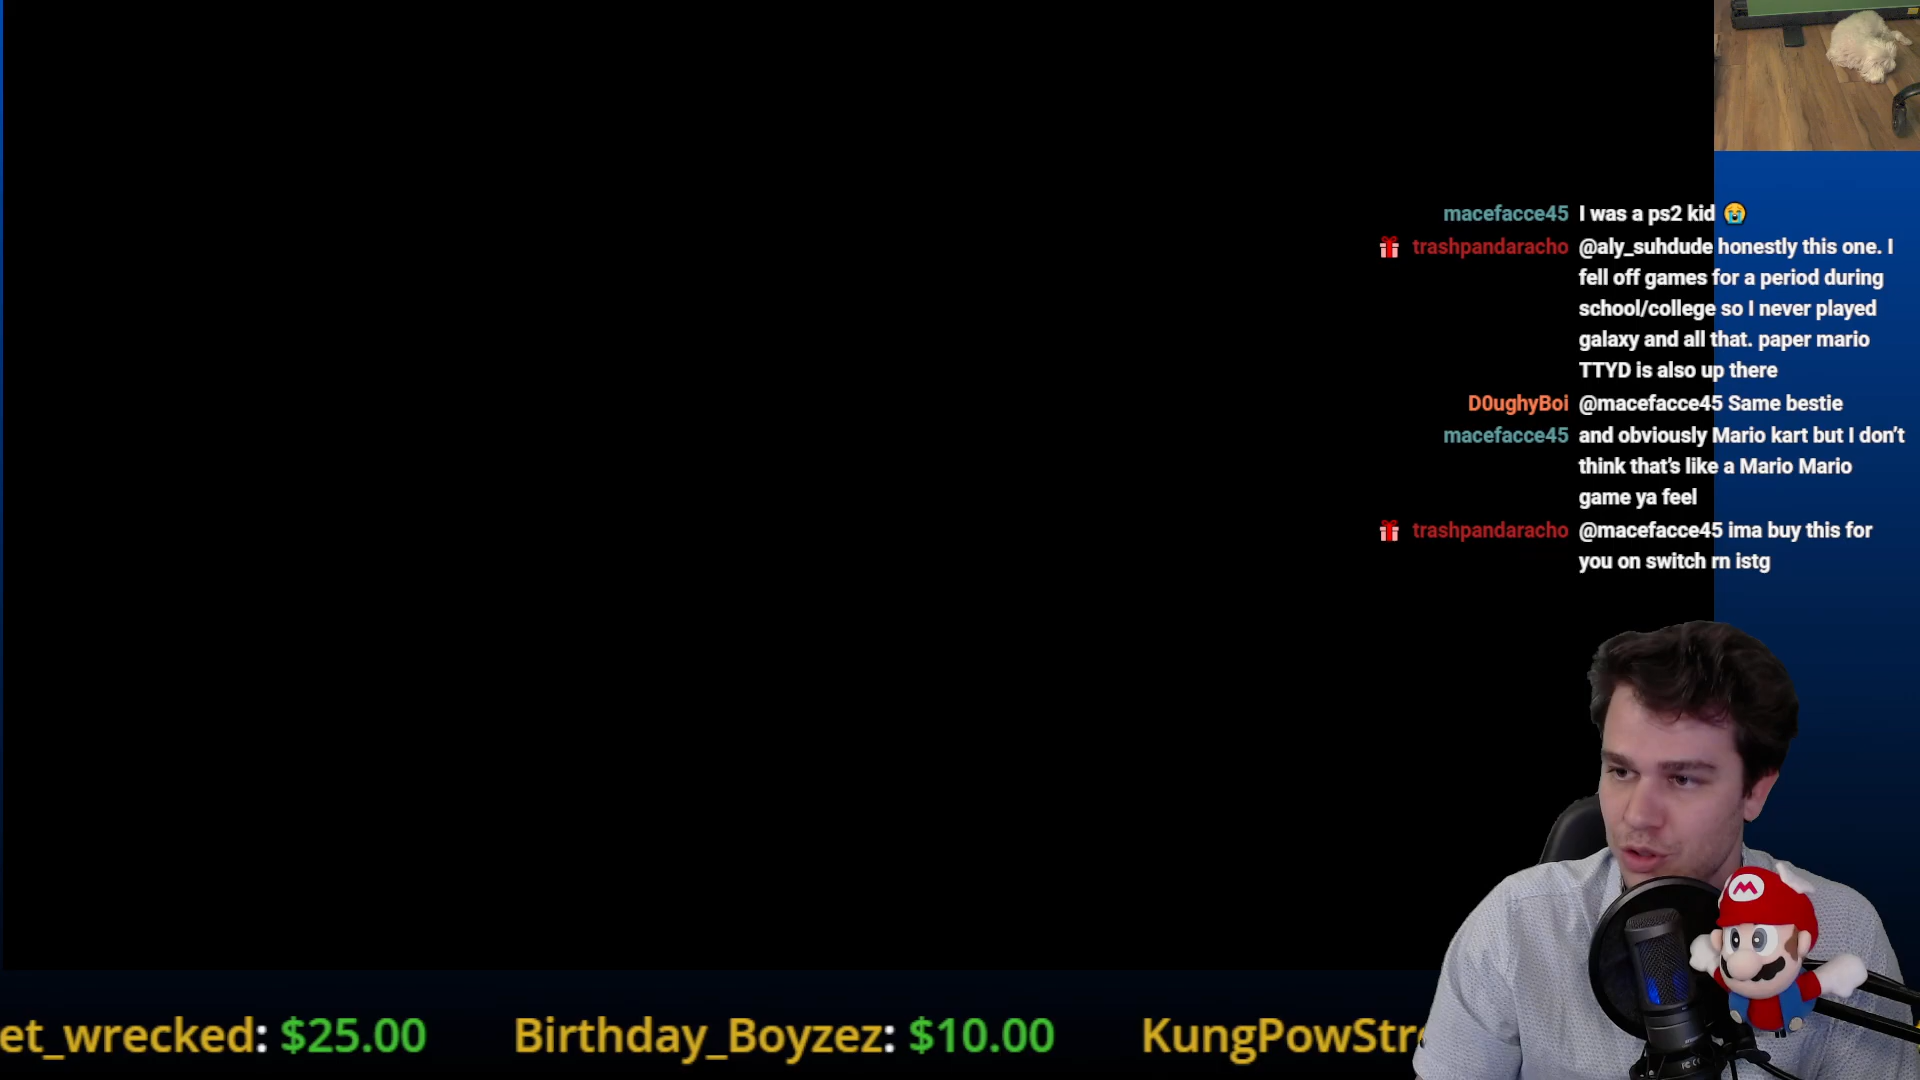 macefacce45 I was a ps2 kid 😭
trashpandaracho @aly_suhdude honestly this one. I
fell off games for a period during
school/college so I never played
galaxy and all that. paper mario
TTYD is also up there
D0ughyBoi @macefacce45 Same bestie
macefacce45 and obviously Mario kart but I don't
think that's like a Mario Mario
game ya feel
trashpandaracho @macefacce45 ima buy this for
you on switch rn istg
M
et_wrecked: $25.00 Birthday_Boyzez: $10.00 KungPowStr